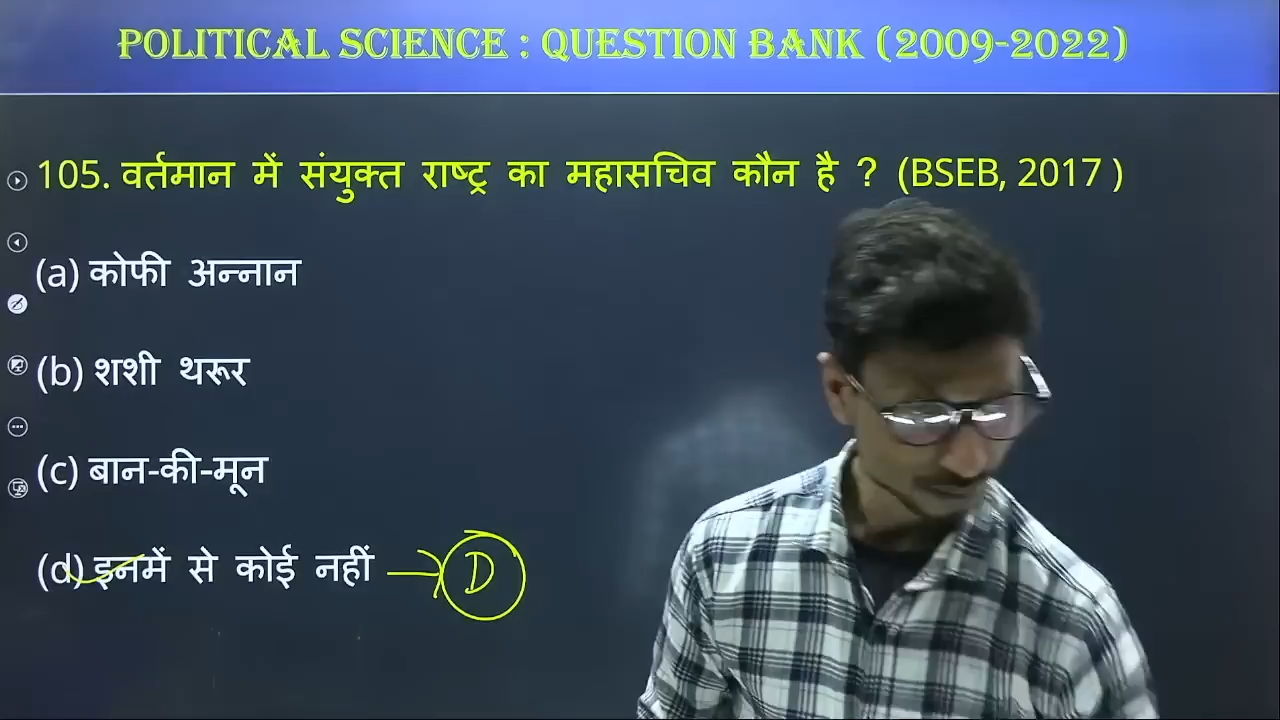 POLITICAL SCIENCE : QUESTION BANK (2009-2022)
105. वर्तमान में संयुक्त राष्ट्र का महासचिव कौन है ? (BSEB, 2017 )
(a) कोफी अन्नान
(b) शशी थरूर
(c) बान-की-मून
(d) इनमें से कोई नहीं → D